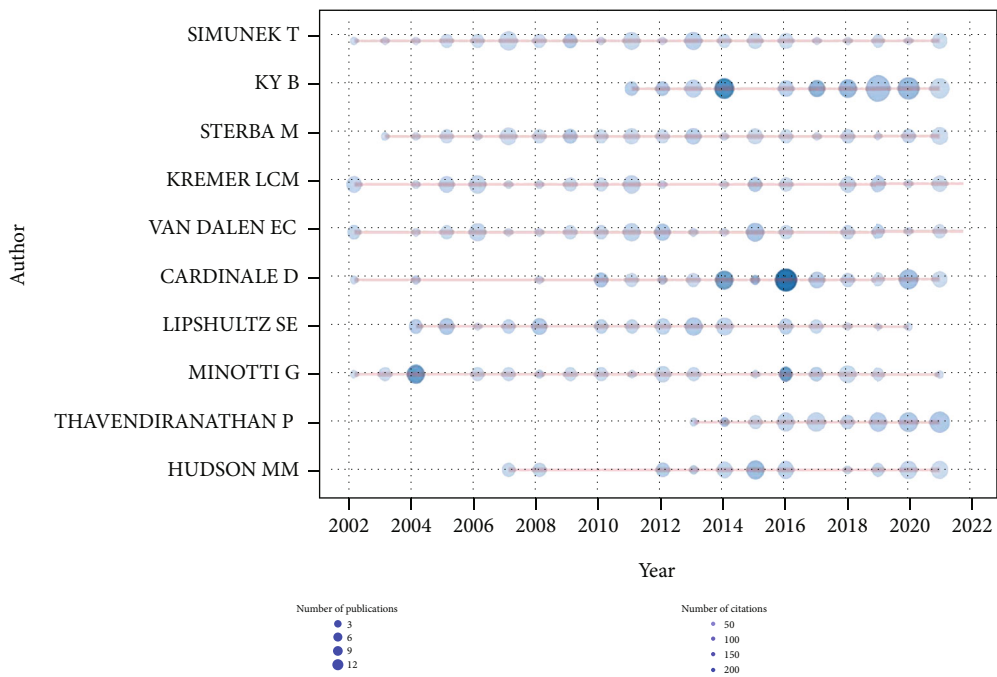 Author
SIMUNEK T
KY B
STERBA M
KREMER LCM
VAN DALEN EC
CARDINALE D
LIPSHULTZ SE
MINOTTI G
THAVENDIRANATHAN P
HUDSON MM
2002 2004 2006 2008 2010 2012 2014 2016 2018 2020 2022
Year
Number of publications
3
6
9
12
Number of citations
50
100
150
200